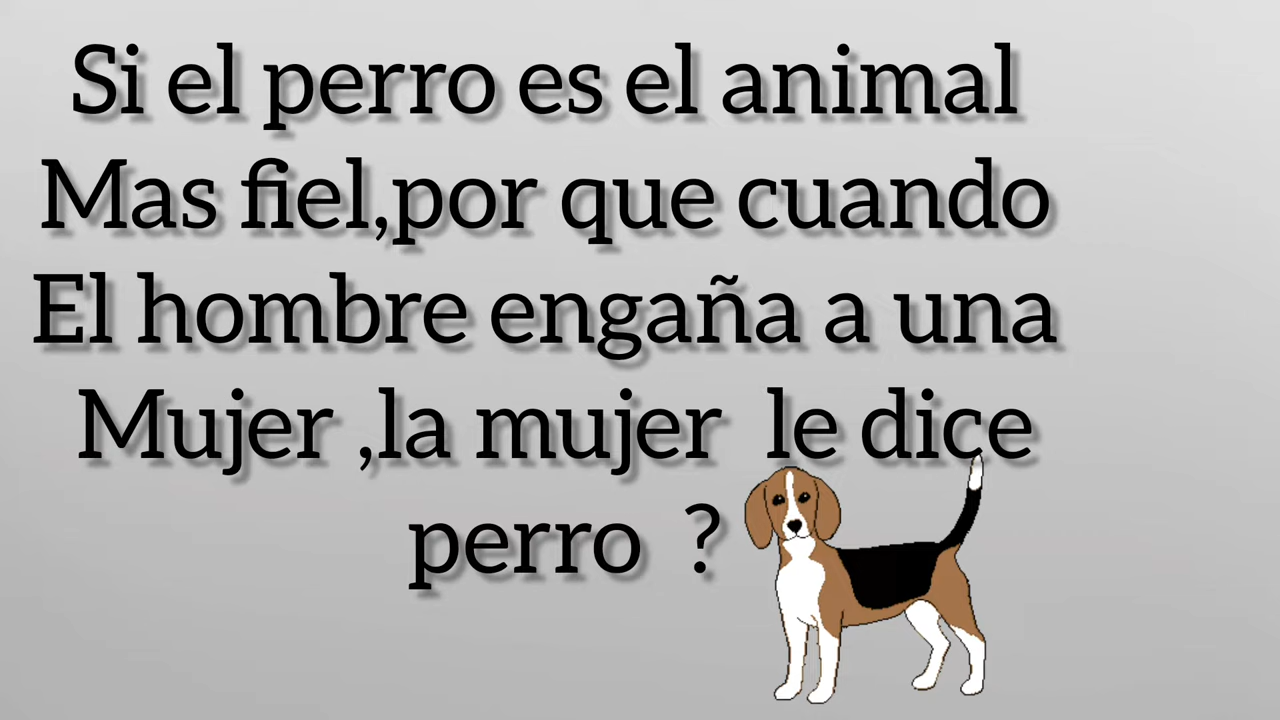 Si el perro es el animal
Mas fiel,por que cuando
El hombre engaña a una
Mujer ,la mujer le dice
perro ?